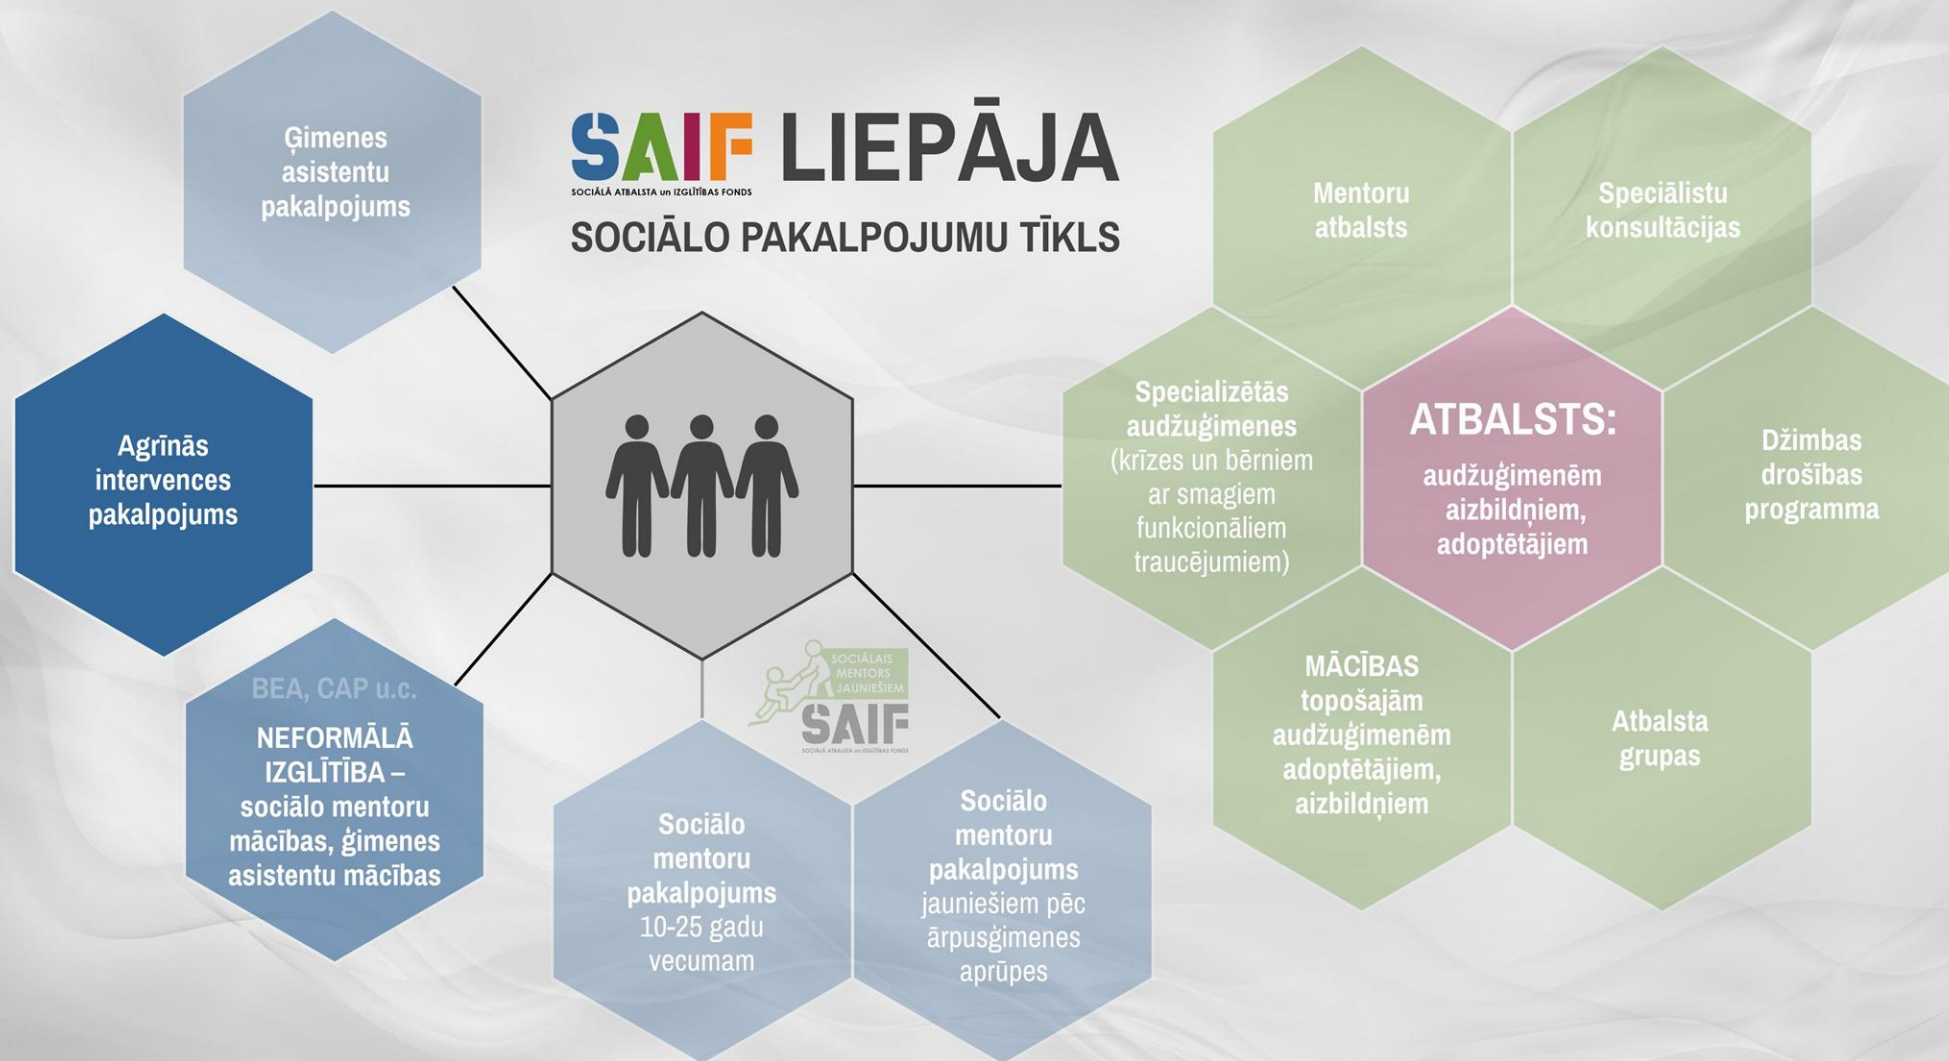 SAIF LIEPĀJA
SOCIĀLĀ ATBALSTA un IZGLĪTĪBAS FONDS
SOCIĀLO PAKALPOJUMU TĪKLS
Ģimenes
asistentu
pakalpojums
Agrīnās
intervences
pakalpojums
BEA, CAP u.c.
NEFORMĀLĀ
IZGLĪTĪBA –
sociālo mentoru
mācības, ģimenes
asistentu mācības
SOCIĀLAIS
MENTORS
JAUNIEŠIEM
SAIF
SOCIĀLĀ ATBALSTA un IZGLĪTĪBAS FONDS
Sociālo
mentoru
pakalpojums
10-25 gadu
vecumam
Sociālo
mentoru
pakalpojums
jauniešiem pēc
ārpusģimenes
aprūpes
Mentoru
atbalsts
Speciālistu
konsultācijas
Specializētās
audžuģimenes
(krīzes un bērniem
ar smagiem
funkcionāliem
traucējumiem)
ATBALSTS:
audžuģimenēm
aizbildņiem,
adoptētājiem
Džimbas
drošības
programma
MĀCĪBAS
topošajām
audžuģimenēm
adoptētājiem,
aizbildņiem
Atbalsta
grupas